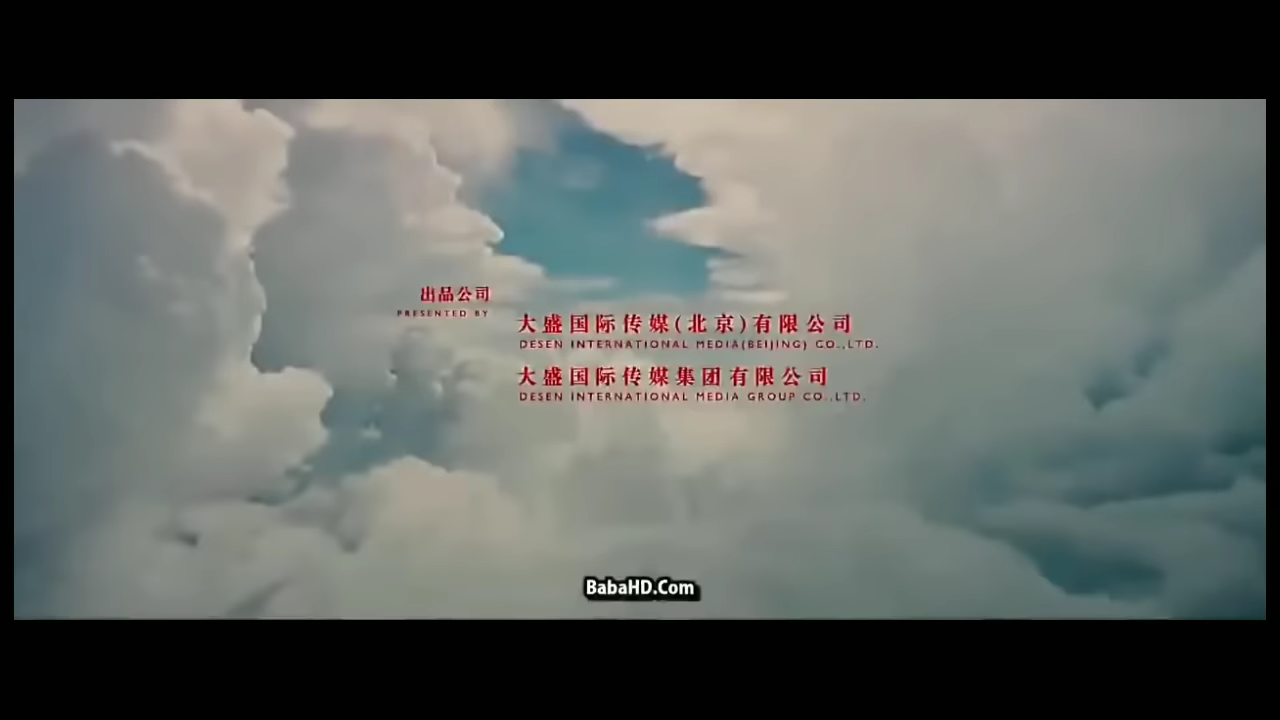 出品公司
PRESENTED BY
大盛国际传媒(北京)有限公司
DESEN INTERNATIONAL MEDIA(BEIJING) CO.,LTD.
大盛国际传媒集团有限公司
DESEN INTERNATIONAL MEDIA GROUP CO.,LTD.
BabaHD.Com